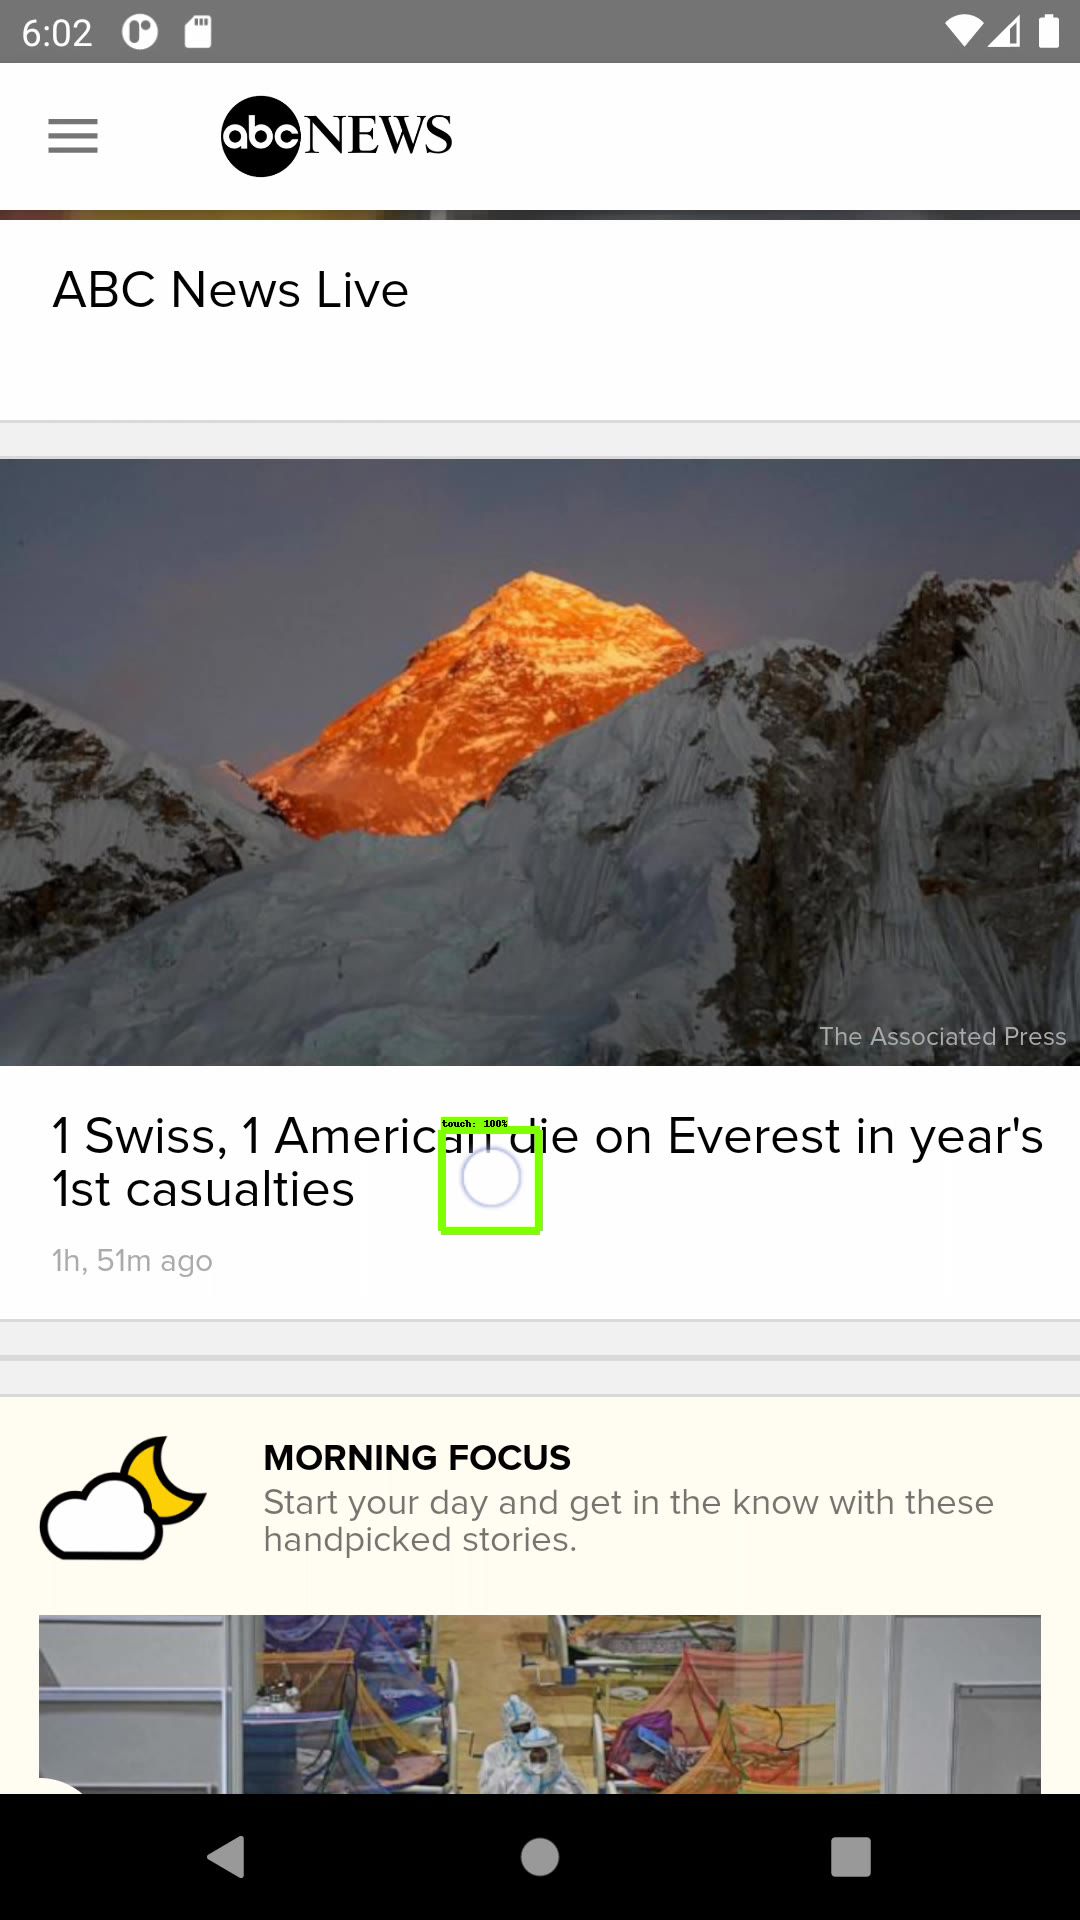 6:02
abc NEWS
ABC News Live
The Associated Press
touch: 100%
1 Swiss, 1 American die on Everest in year's
1st casualties
1h, 51m ago
MORNING FOCUS
Start your day and get in the know with these
handpicked stories.